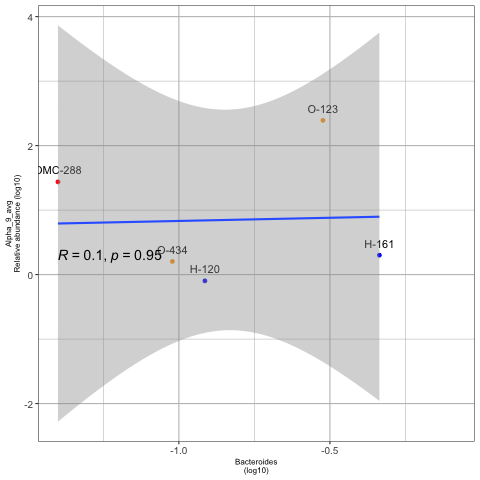 4
2
0
-2
Alpha_9_avg
Relative abundance (log10)
O-123
OMC-288
O-434
H-161
H-120
R = 0.1, p = 0.95
-1.0
-0.5
Bacteroides
(log10)